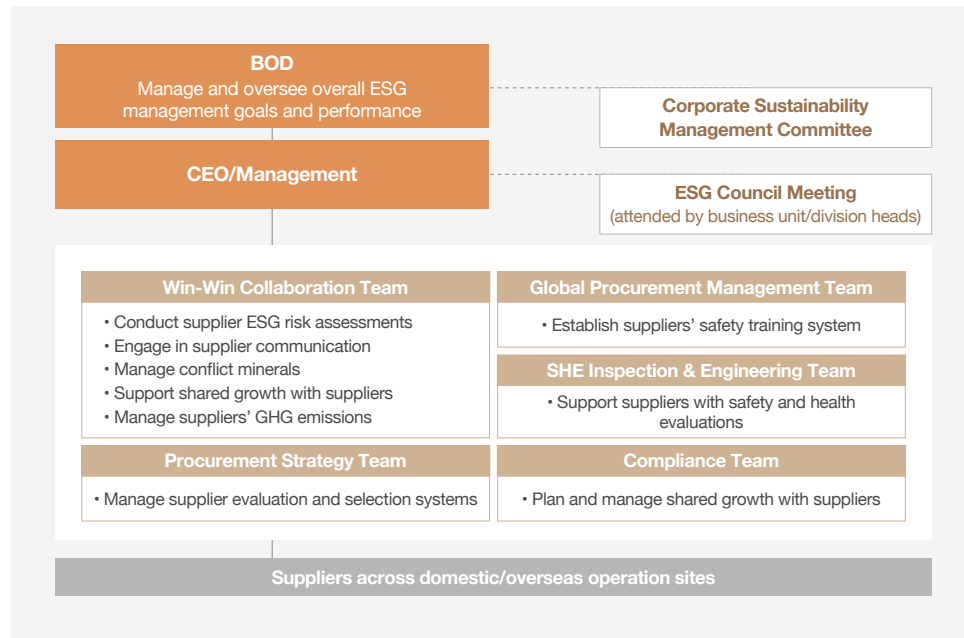 BOD
Manage and oversee overall ESG
management goals and performance
Corporate Sustainability
Management Committee
CEO/Management
ESG Council Meeting
(attended by business unit/division heads)
Win-Win Collaboration Team
• Conduct supplier ESG risk assessments
• Engage in supplier communication
• Manage conflict minerals
• Support shared growth with suppliers
• Manage suppliers’ GHG emissions
Global Procurement Management Team
• Establish suppliers’ safety training system
SHE Inspection & Engineering Team
• Support suppliers with safety and health
evaluations
Procurement Strategy Team
• Manage supplier evaluation and selection systems
Compliance Team
• Plan and manage shared growth with suppliers
Suppliers across domestic/overseas operation sites